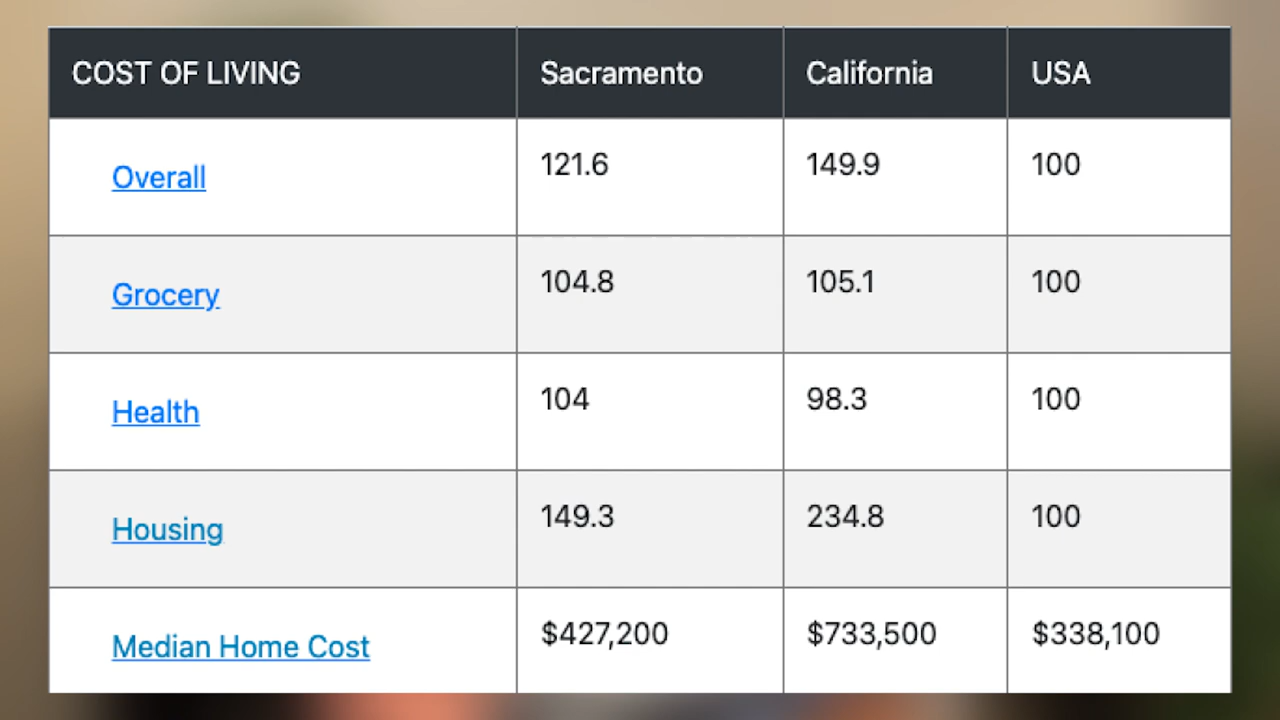 COST OF LIVING Sacramento California USA
Overall 121.6 149.9 100
Grocery 104.8 105.1 100
Health 104 98.3 100
Housing 149.3 234.8 100
Median Home Cost $427,200 $733,500 $338,100